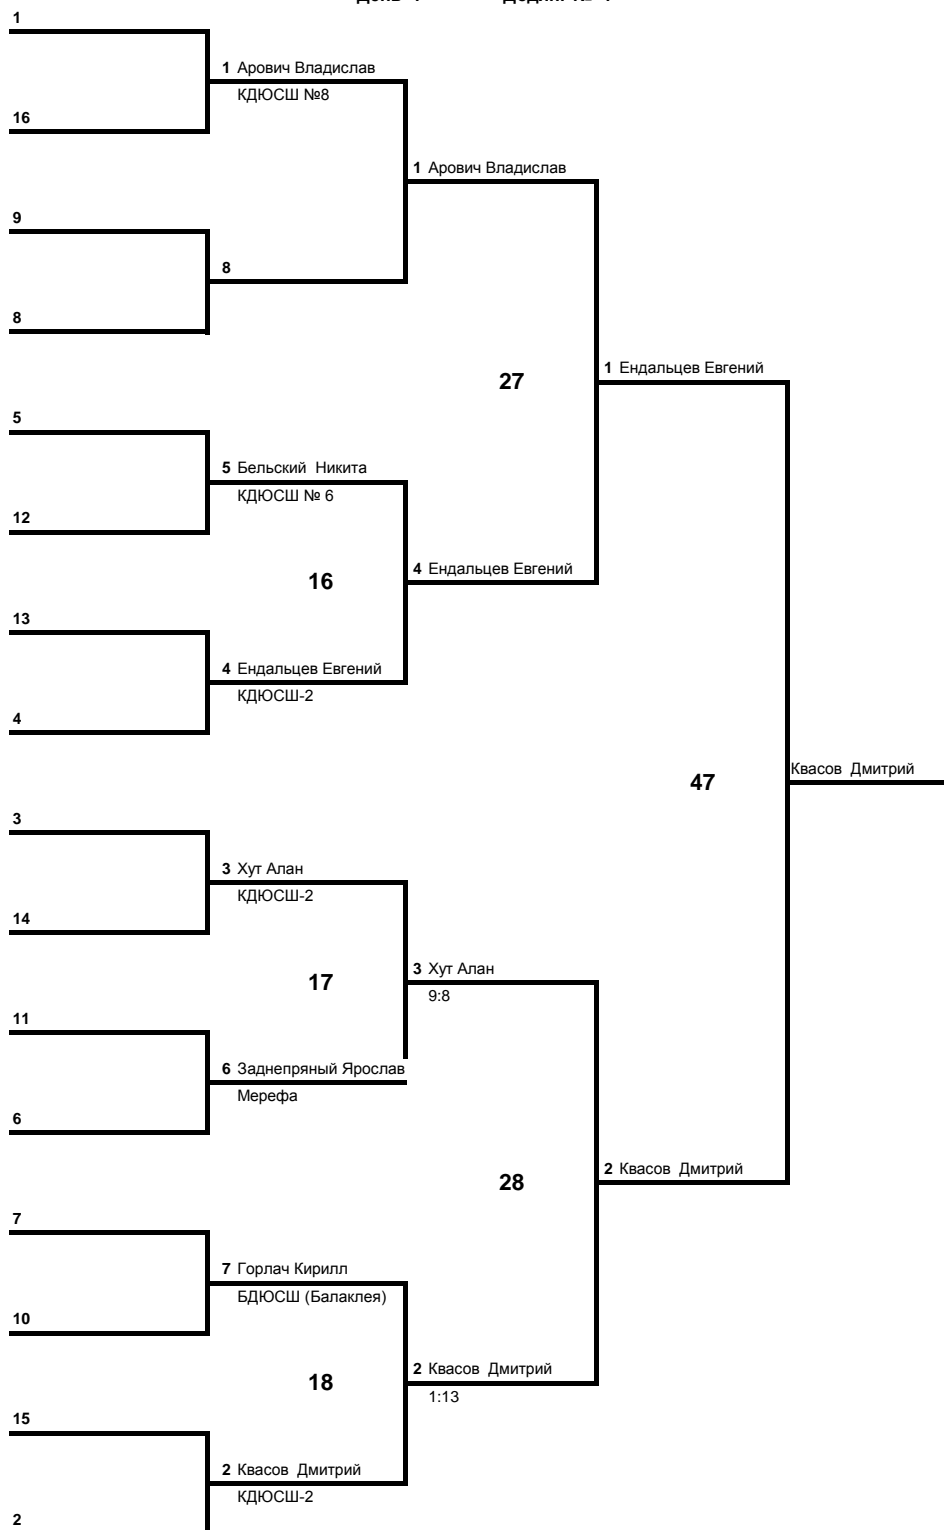 1
1 Арович Владислав
КДЮСШ №8
16
1 Арович Владислав
9
8
8
27
1 Ендальцев Евгений
5
5 Бельский Никита
КДЮСШ № 6
12
16
4 Ендальцев Евгений
13
4 Ендальцев Евгений
КДЮСШ-2
4
47
Квасов Дмитрий
3
3 Хут Алан
КДЮСШ-2
14
17
3 Хут Алан
9:8
11
6 Заднепряный Ярослав
Мерефа
6
28
2 Квасов Дмитрий
7
7 Горлач Кирилл
БДЮСШ (Балаклея)
10
18
2 Квасов Дмитрий
1:13
15
2 Квасов Дмитрий
КДЮСШ-2
2